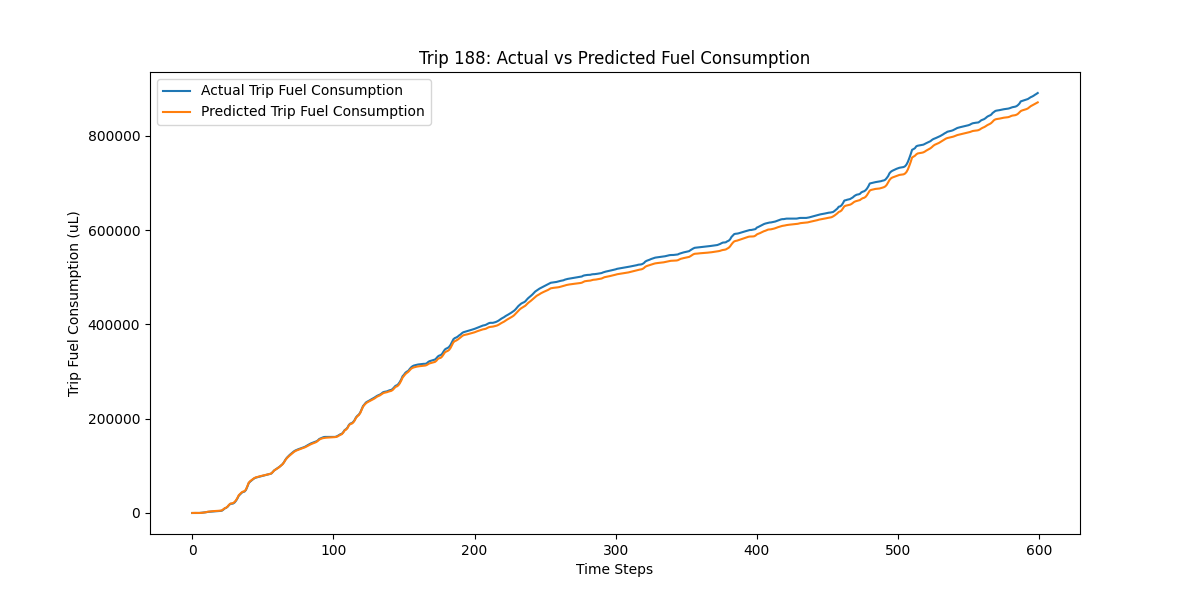 Trip 188: Actual vs Predicted Fuel Consumption
Actual Trip Fuel Consumption
Predicted Trip Fuel Consumption
Trip Fuel Consumption (uL)
800000
600000
400000
200000
0
0 100 200 300 400 500 600
Time Steps